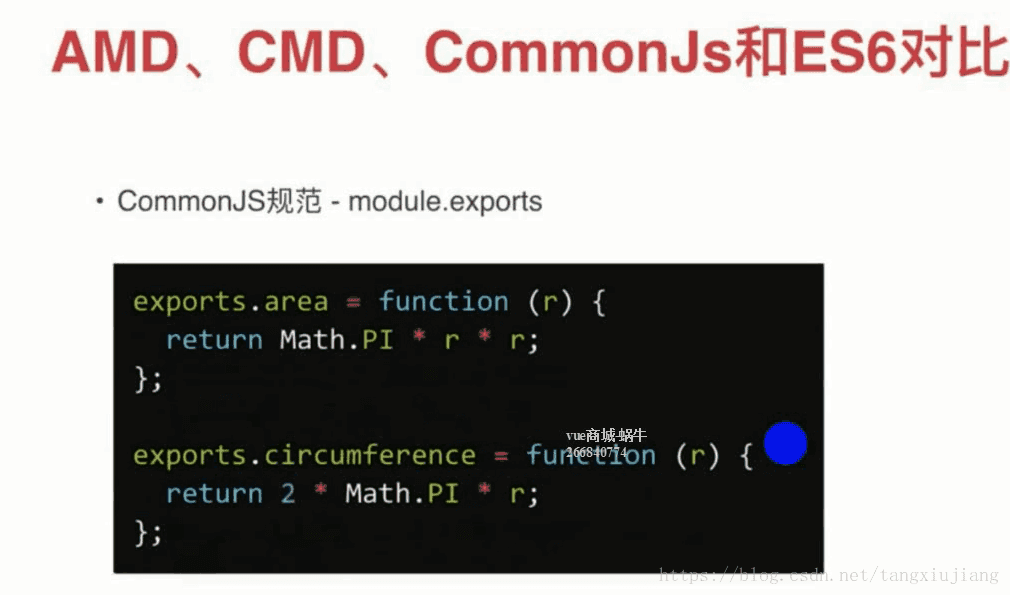 AMD、CMD、CommonJs和ES6对比
• CommonJS规范 - module.exports
exports.area = function (r) {
  return Math.PI * r * r;
};
exports.circumference = function (r) {
  return 2 * Math.PI * r;
};
vue商城-蜗牛
266840774
https://blog.csdn.net/tangxiujiang